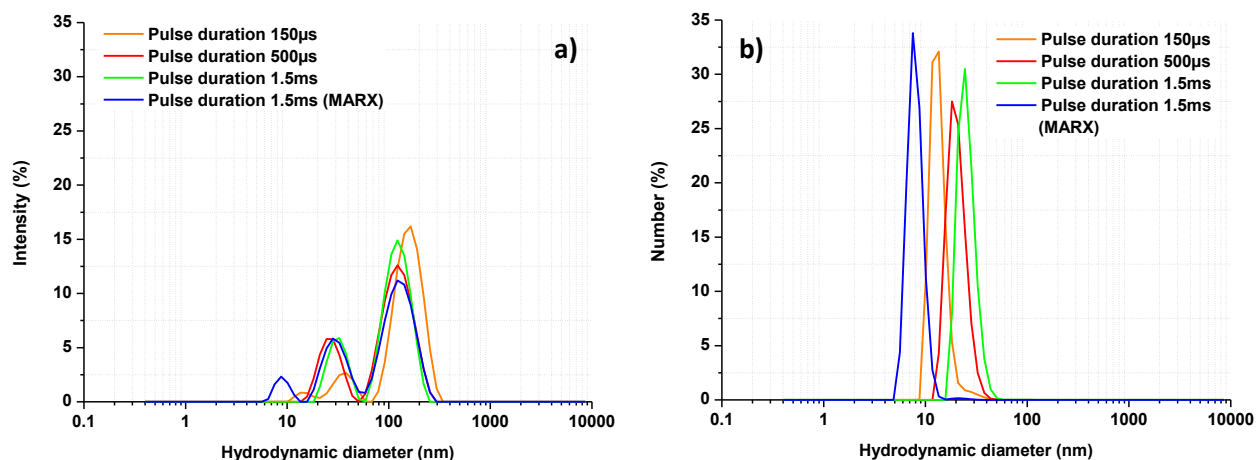 35
30
25
20
15
10
5
0
Intensity (%)
Pulse duration 150µs
Pulse duration 500µs
Pulse duration 1.5ms
Pulse duration 1.5ms (MARX)
a)
0.1 1 10 100 1000 10000
Hydrodynamic diameter (nm)
35
30
25
20
15
10
5
0
Number (%)
b)
Pulse duration 150µs
Pulse duration 500µs
Pulse duration 1.5ms
Pulse duration 1.5ms
(MARX)
0.1 1 10 100 1000 10000
Hydrodynamic diameter (nm)